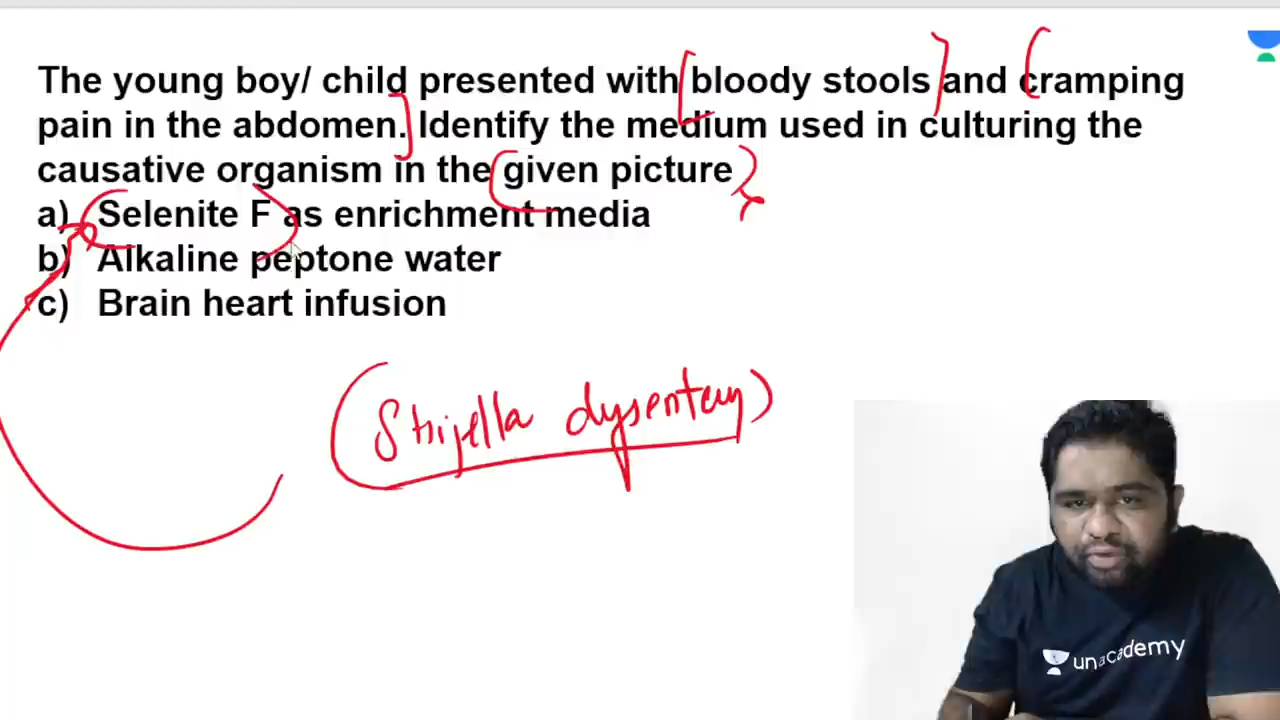 The young boy/ child presented with bloody stools and cramping
pain in the abdomen. Identify the medium used in culturing the
causative organism in the given picture
a) Selenite F as enrichment media
b) Alkaline peptone water
c) Brain heart infusion
Shigella dysentery
unacademy